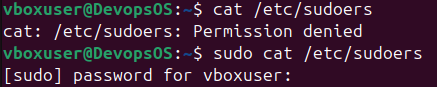 vboxuser@DevopsOS:~$ cat /etc/sudoers
cat: /etc/sudoers: Permission denied
vboxuser@DevopsOS:~$ sudo cat /etc/sudoers
[sudo] password for vboxuser: